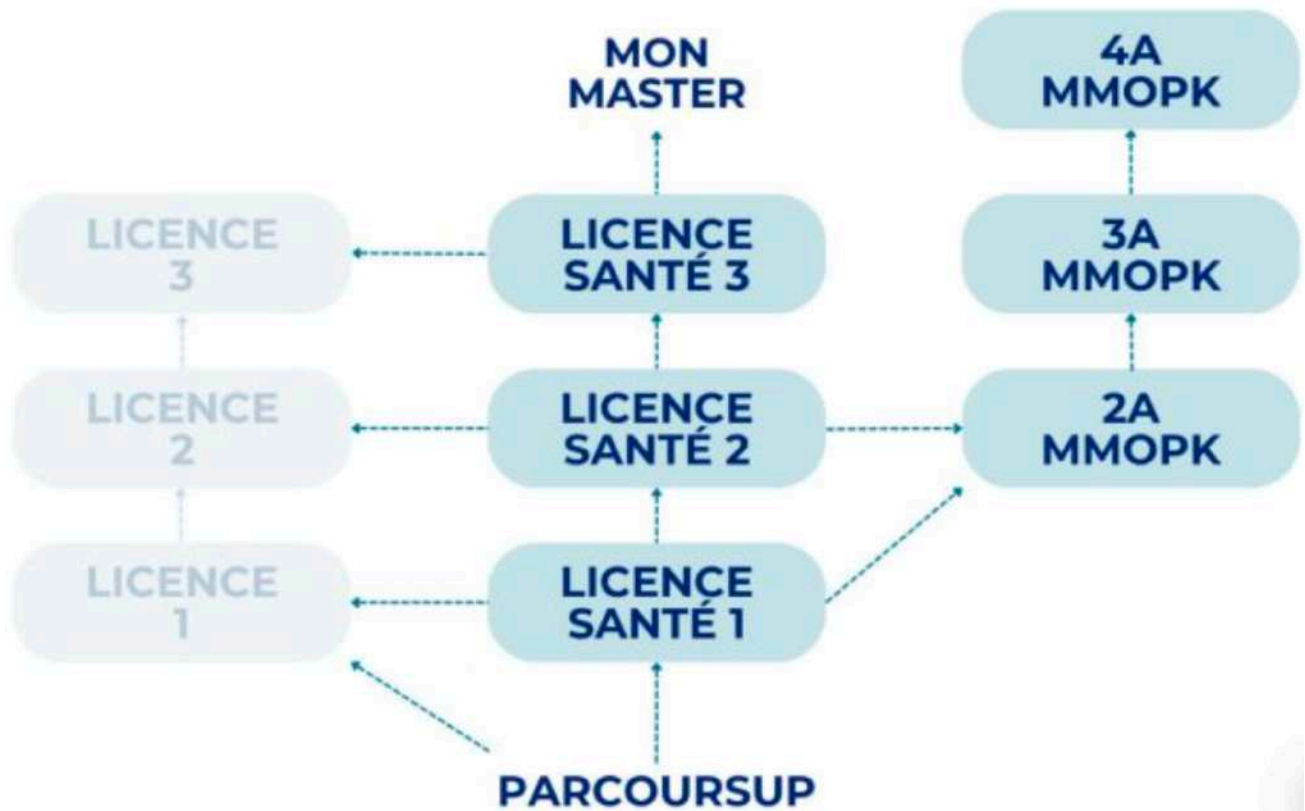 MON
MASTER
4A
MMOPK
LICENCE
3
LICENCE
SANTÉ 3
3A
MMOPK
LICENCE
2
LICENCE
SANTÉ 2
2A
MMOPK
LICENCE
1
LICENCE
SANTÉ 1
PARCOURSUP